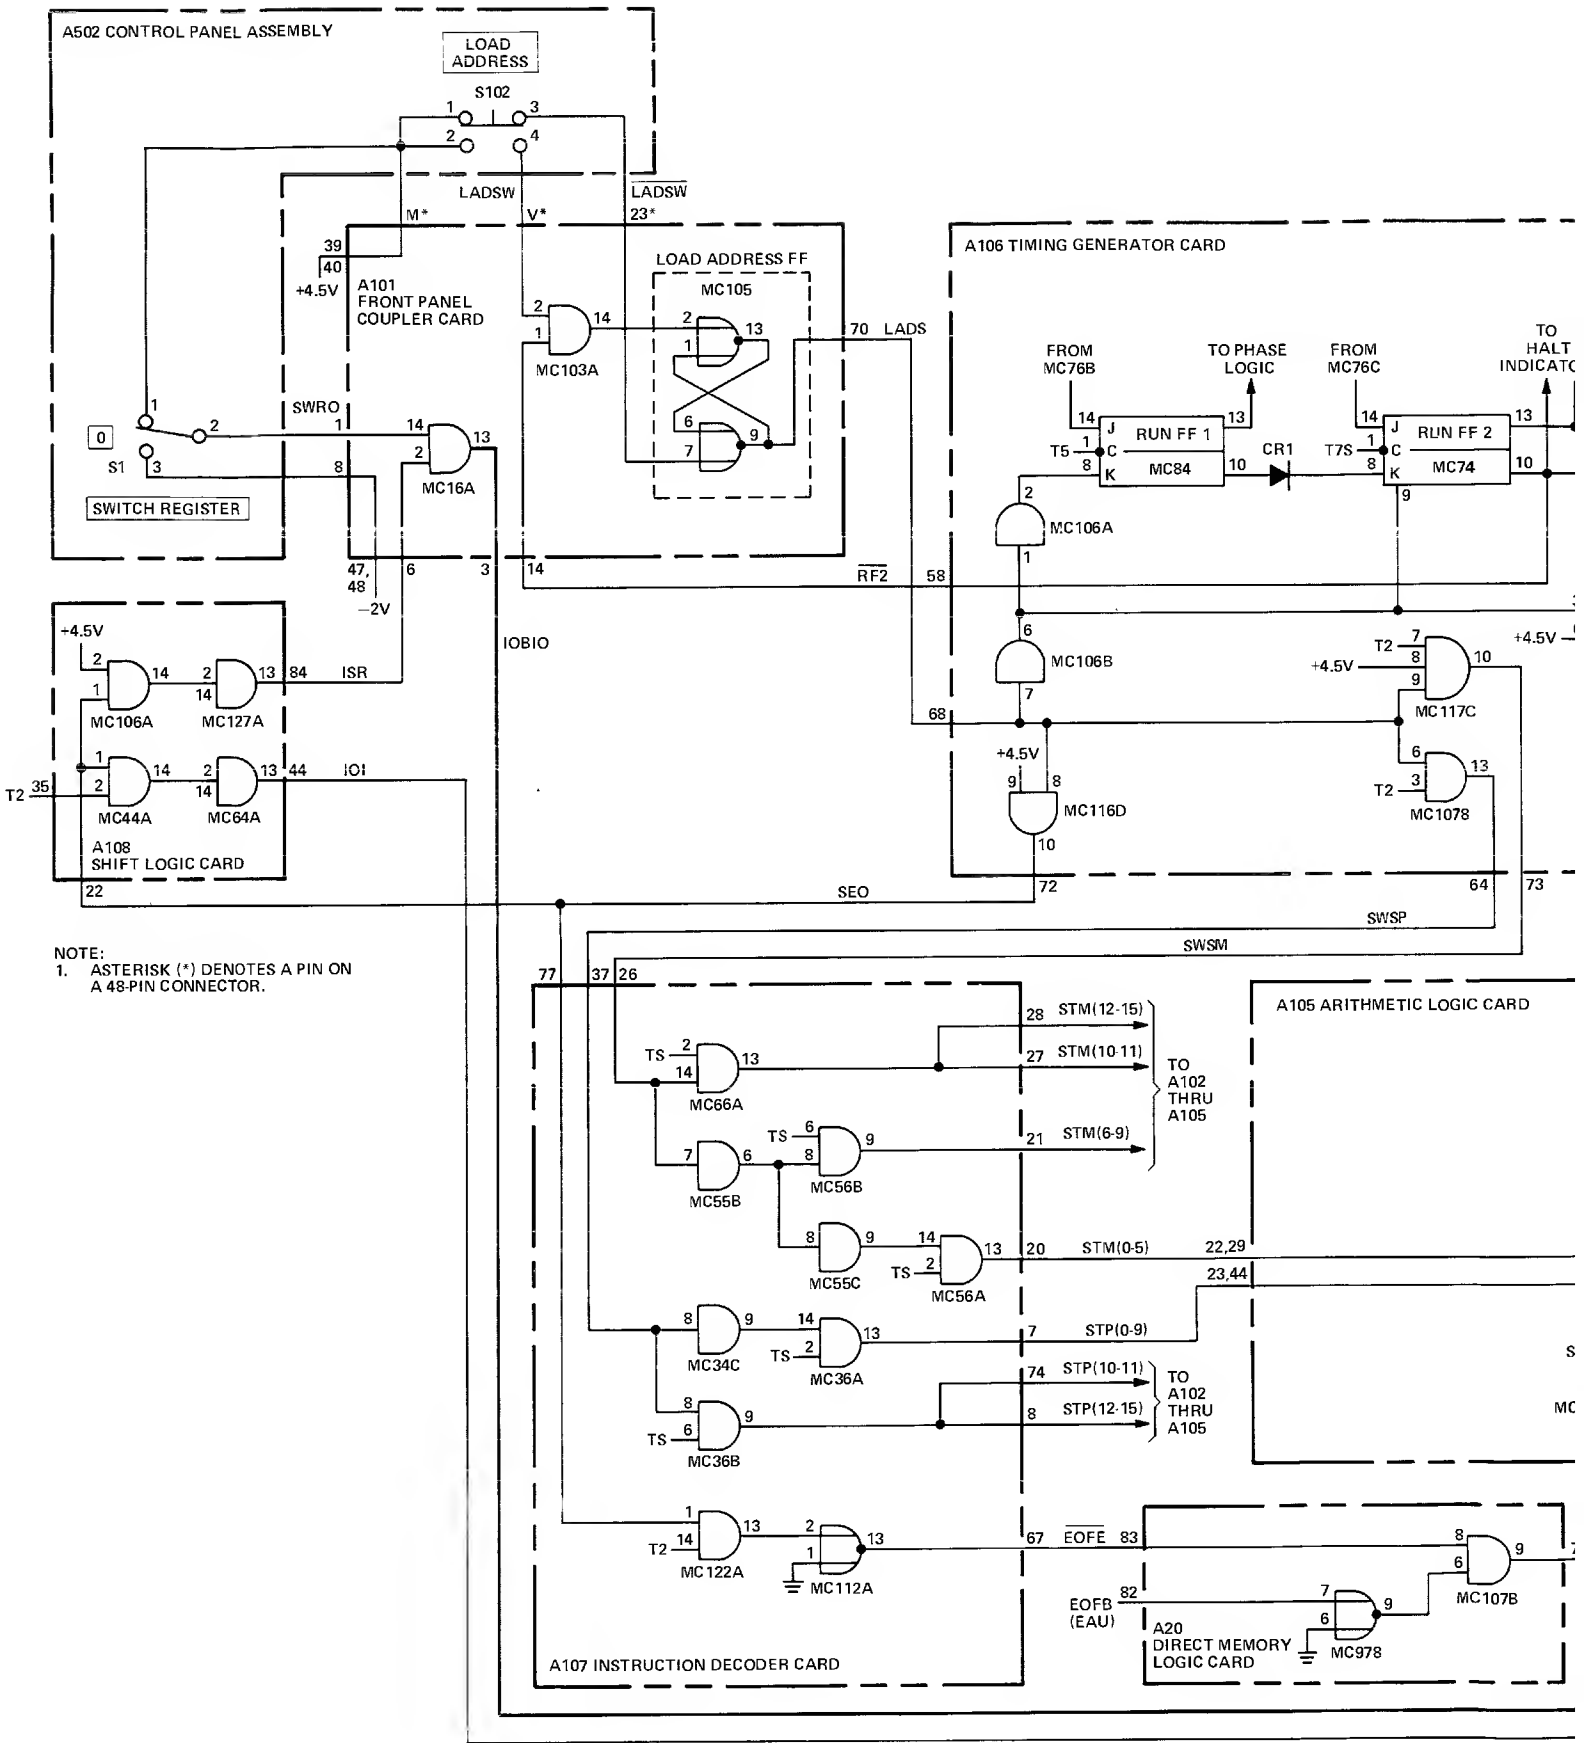 A502 CONTROL PANEL ASSEMBLY
LOAD
ADDRESS
S102
1
3
2
4
LADSW
LADSW
M*
V*
23*
39
40
+4.5V
A101
FRONT PANEL
COUPLER CARD
LOAD ADDRESS FF
MC105
2
1
14
MC103A
2
1
13
6
7
9
70 LADS
SWRO
1
2
0
S1
3
SWITCH REGISTER
1
8
14
2
13
MC16A
47,
48
−2V
6
3
14
RF2
58
IOBIO
A106 TIMING GENERATOR CARD
FROM
MC76B
TO PHASE
LOGIC
FROM
MC76C
TO
HALT
14
J
RUN FF 1
13
T5
1
C
8
K
MC84
10
CR1
14
J
RUN FF 2
13
T7S
1
C
8
K
MC74
10
9
2
MC106A
1
6
MC106B
7
68
T2
7
+4.5V
8
9
10
MC117C
+4.5V
6
T2
3
13
MC1078
+4.5V
9
8
MC116D
10
72
64
73
+4.5V
2
1
14
MC106A
2
14
13
MC127A
84
ISR
1
2
14
MC44A
2
14
13
MC64A
44
IOI
T2
35
A108
SHIFT LOGIC CARD
22
SEO
SWSP
SWSM
NOTE:
1. ASTERISK (*) DENOTES A PIN ON
A 48-PIN CONNECTOR.
77
37
26
A105 ARITHMETIC LOGIC CARD
TS
2
14
13
MC66A
28
STM(12-15)
27
STM(10-11)
TO
A102
THRU
A105
7
6
MC55B
TS
6
8
9
MC56B
21
STM(6-9)
8
9
MC55C
14
TS
2
13
MC56A
20
STM(0-5)
22,29
23,44
8
9
MC34C
14
TS
2
13
MC36A
7
STP(0-9)
74
STP(10-11)
8
STP(12-15)
TO
A102
THRU
A105
8
TS
6
9
MC36B
1
T2
14
13
MC122A
2
1
13
MC112A
67
EOFE
83
8
6
9
MC107B
EOFB
(EAU)
82
7
6
9
MC978
A20
DIRECT MEMORY
LOGIC CARD
A107 INSTRUCTION DECODER CARD